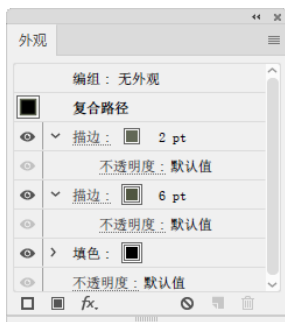 外观
编组：无外观
复合路径
描边： 2 pt
不透明度：默认值
描边： 6 pt
不透明度：默认值
填色：
不透明度：默认值
fx.